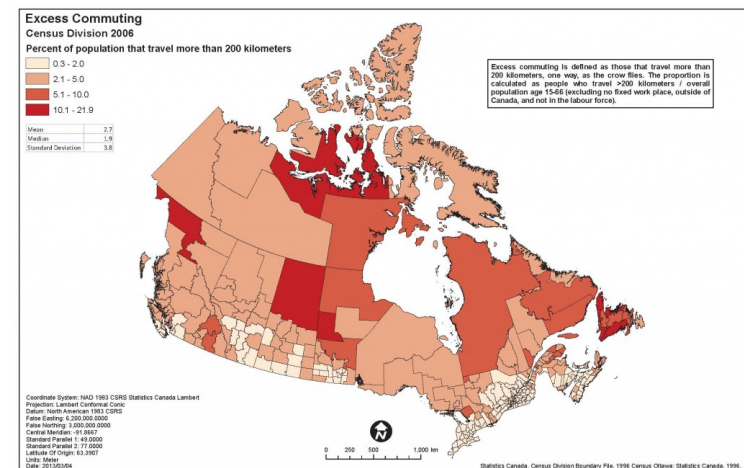 Excess Commuting
Census Division 2006
Percent of population that travel more than 200 kilometers
0.3 - 2.0
2.1 - 5.0
5.1 - 10.0
10.1 - 21.9
Mean 2.7
Median 1.9
Standard Deviation 3.8
Excess commuting is defined as those that travel more than
200 kilometers, one way, as the crow flies. The proportion is
calculated as people who travel >200 kilometers / overall
population age 15-66 (excluding no fixed work place, outside of
Canada, and not in the labour force).
Coordinate System: NAD 1983 CSRS Statistics Canada Lambert
Projection: Lambert Conformal Conic
Datum: North American 1983 CSRS
False Easting: 6,200,000.0000
False Northing: 3,000,000.0000
Central Meridian: -91.8667
Standard Parallel 1: 49.0000
Standard Parallel 2: 77.0000
Latitude Of Origin: 63.3907
Units: Meter
Date: 2013/03/04
N
0 250 500 1,000 km
Statistics Canada, Census Division Boundary File, 1996 Census Ottawa: Statistics Canada, 1996.